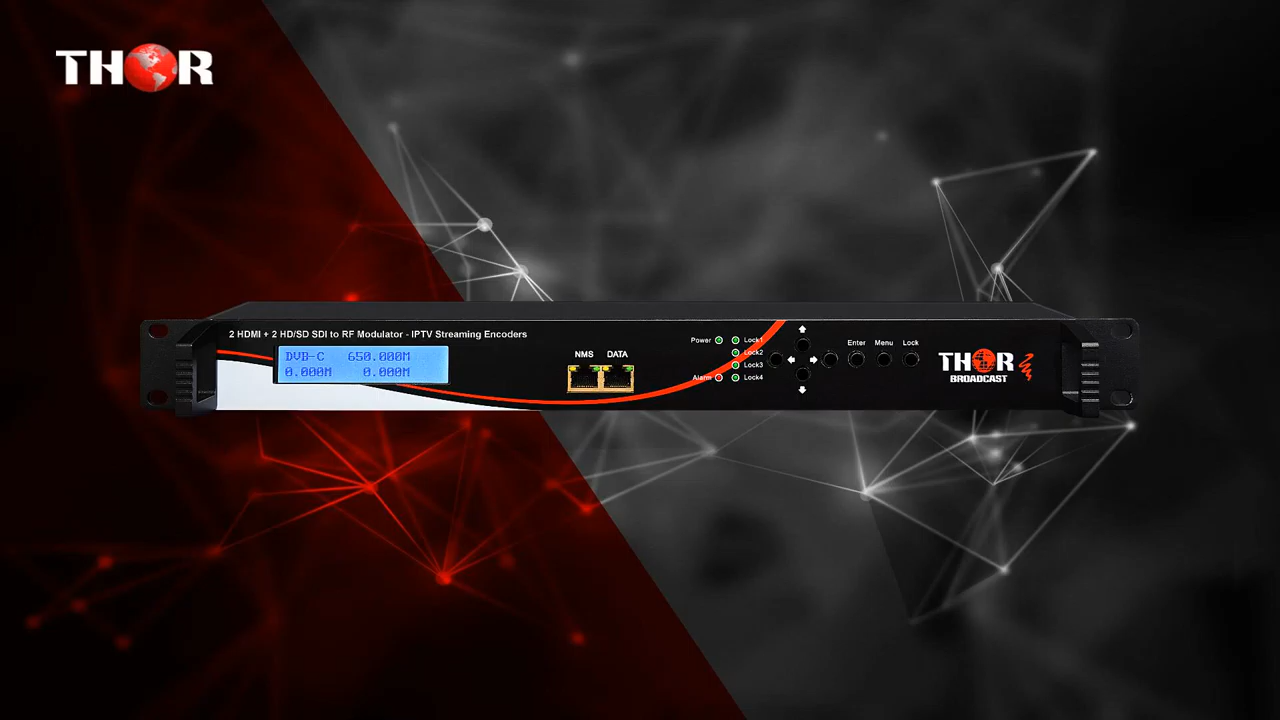 THOR
2 HDMI + 2 HD/SD SDI to RF Modulator - IPTV Streaming Encoders
DVB-C 650.000M
0.000M 0.000M
NMS DATA
Power Lock1
Lock2
Lock3
Alarm Lock4
Enter Menu Lock
THOR
BROADCAST